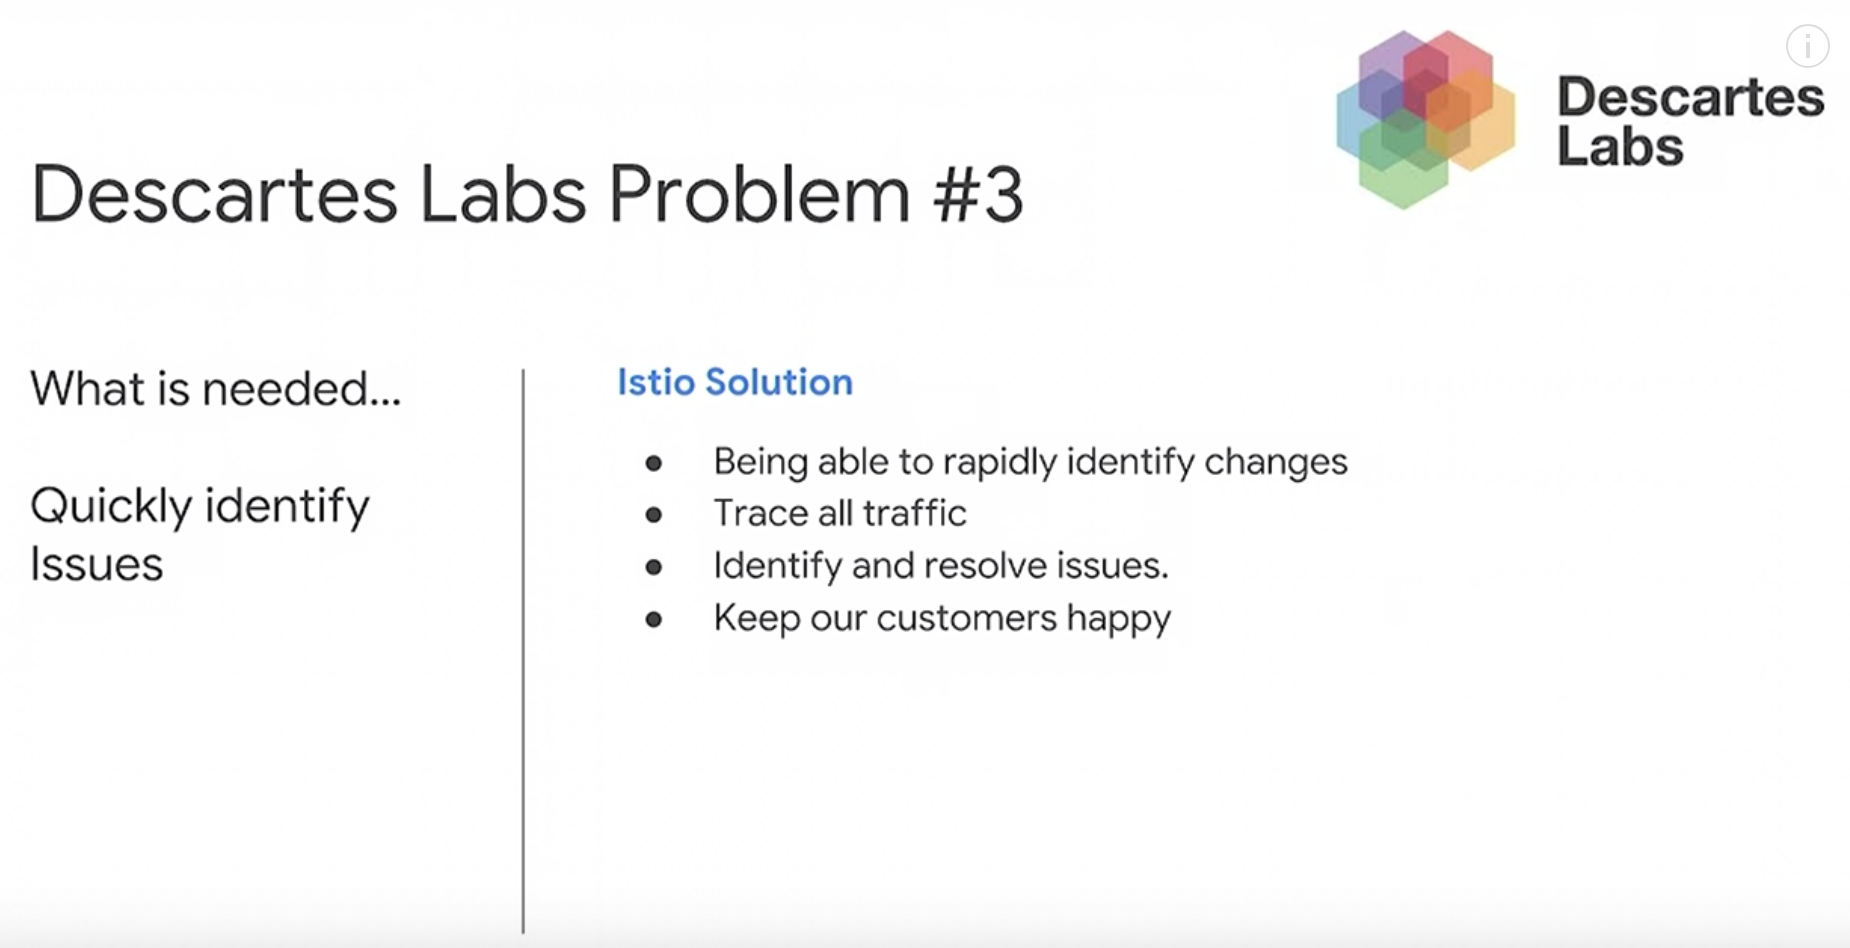 Descartes
Labs
Descartes Labs Problem #3
What is needed...
Quickly identify
Issues
Istio Solution
● Being able to rapidly identify changes
● Trace all traffic
● Identify and resolve issues.
● Keep our customers happy